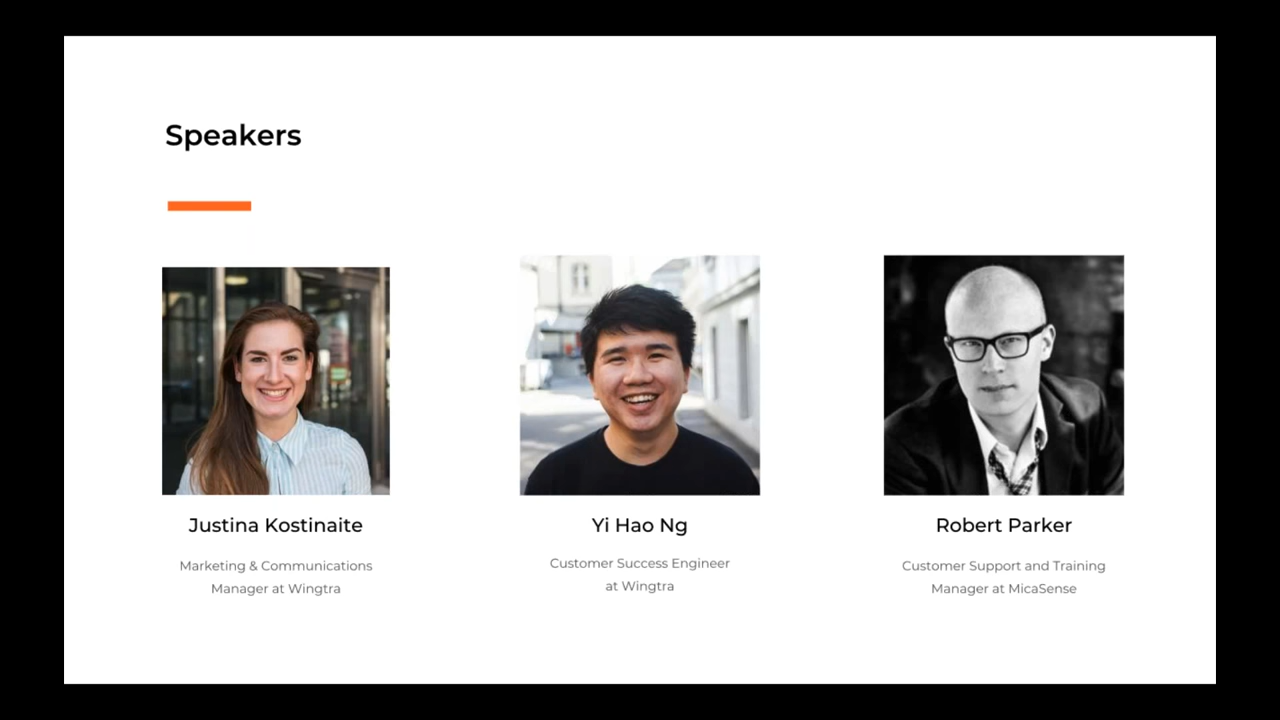 Speakers
Justina Kostinaite
Marketing & Communications
Manager at Wingtra
Yi Hao Ng
Customer Success Engineer
at Wingtra
Robert Parker
Customer Support and Training
Manager at MicaSense